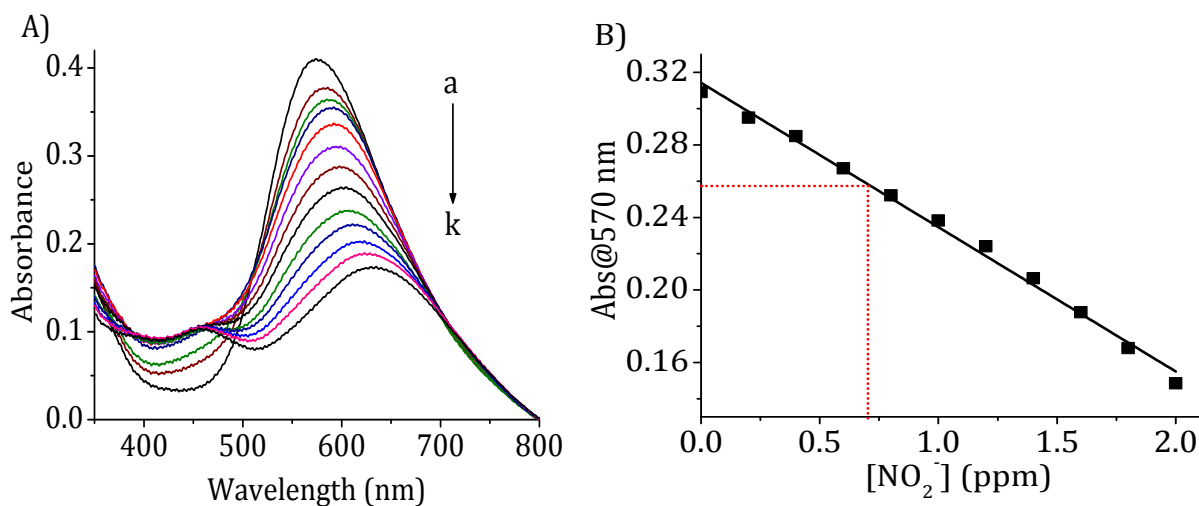 A)
Absorbance
0.4
0.3
0.2
0.1
0.0
a
k
400 500 600 700 800
Wavelength (nm)
B)
Abs@570 nm
0.32
0.28
0.24
0.20
0.16
0.0 0.5 1.0 1.5 2.0
[NO₂⁻] (ppm)